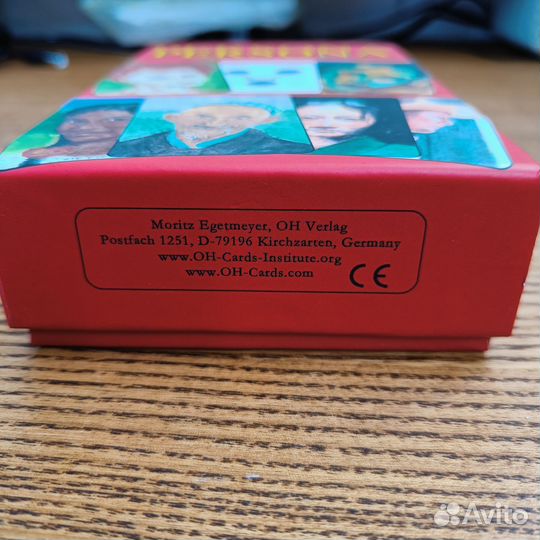 PERSONA
Moritz Egetmeyer, OH Verlag
Postfach 1251, D-79196 Kirchzarten, Germany
www.OH-Cards-Institute.org
www.OH-Cards.com
CE
Avito